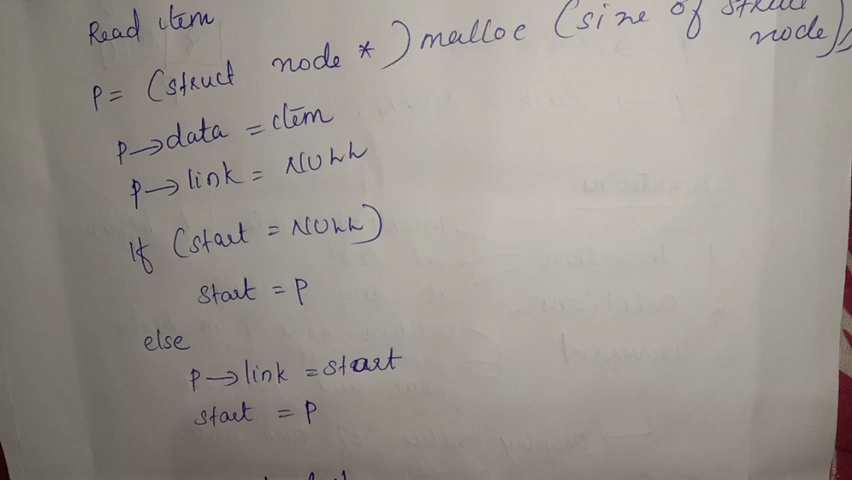 Read item
P = (struct node *) malloc (size of struct
node),
P→data = item
P→link = NULL
If (start = NULL)
start = P
else
P→link = start
start = P